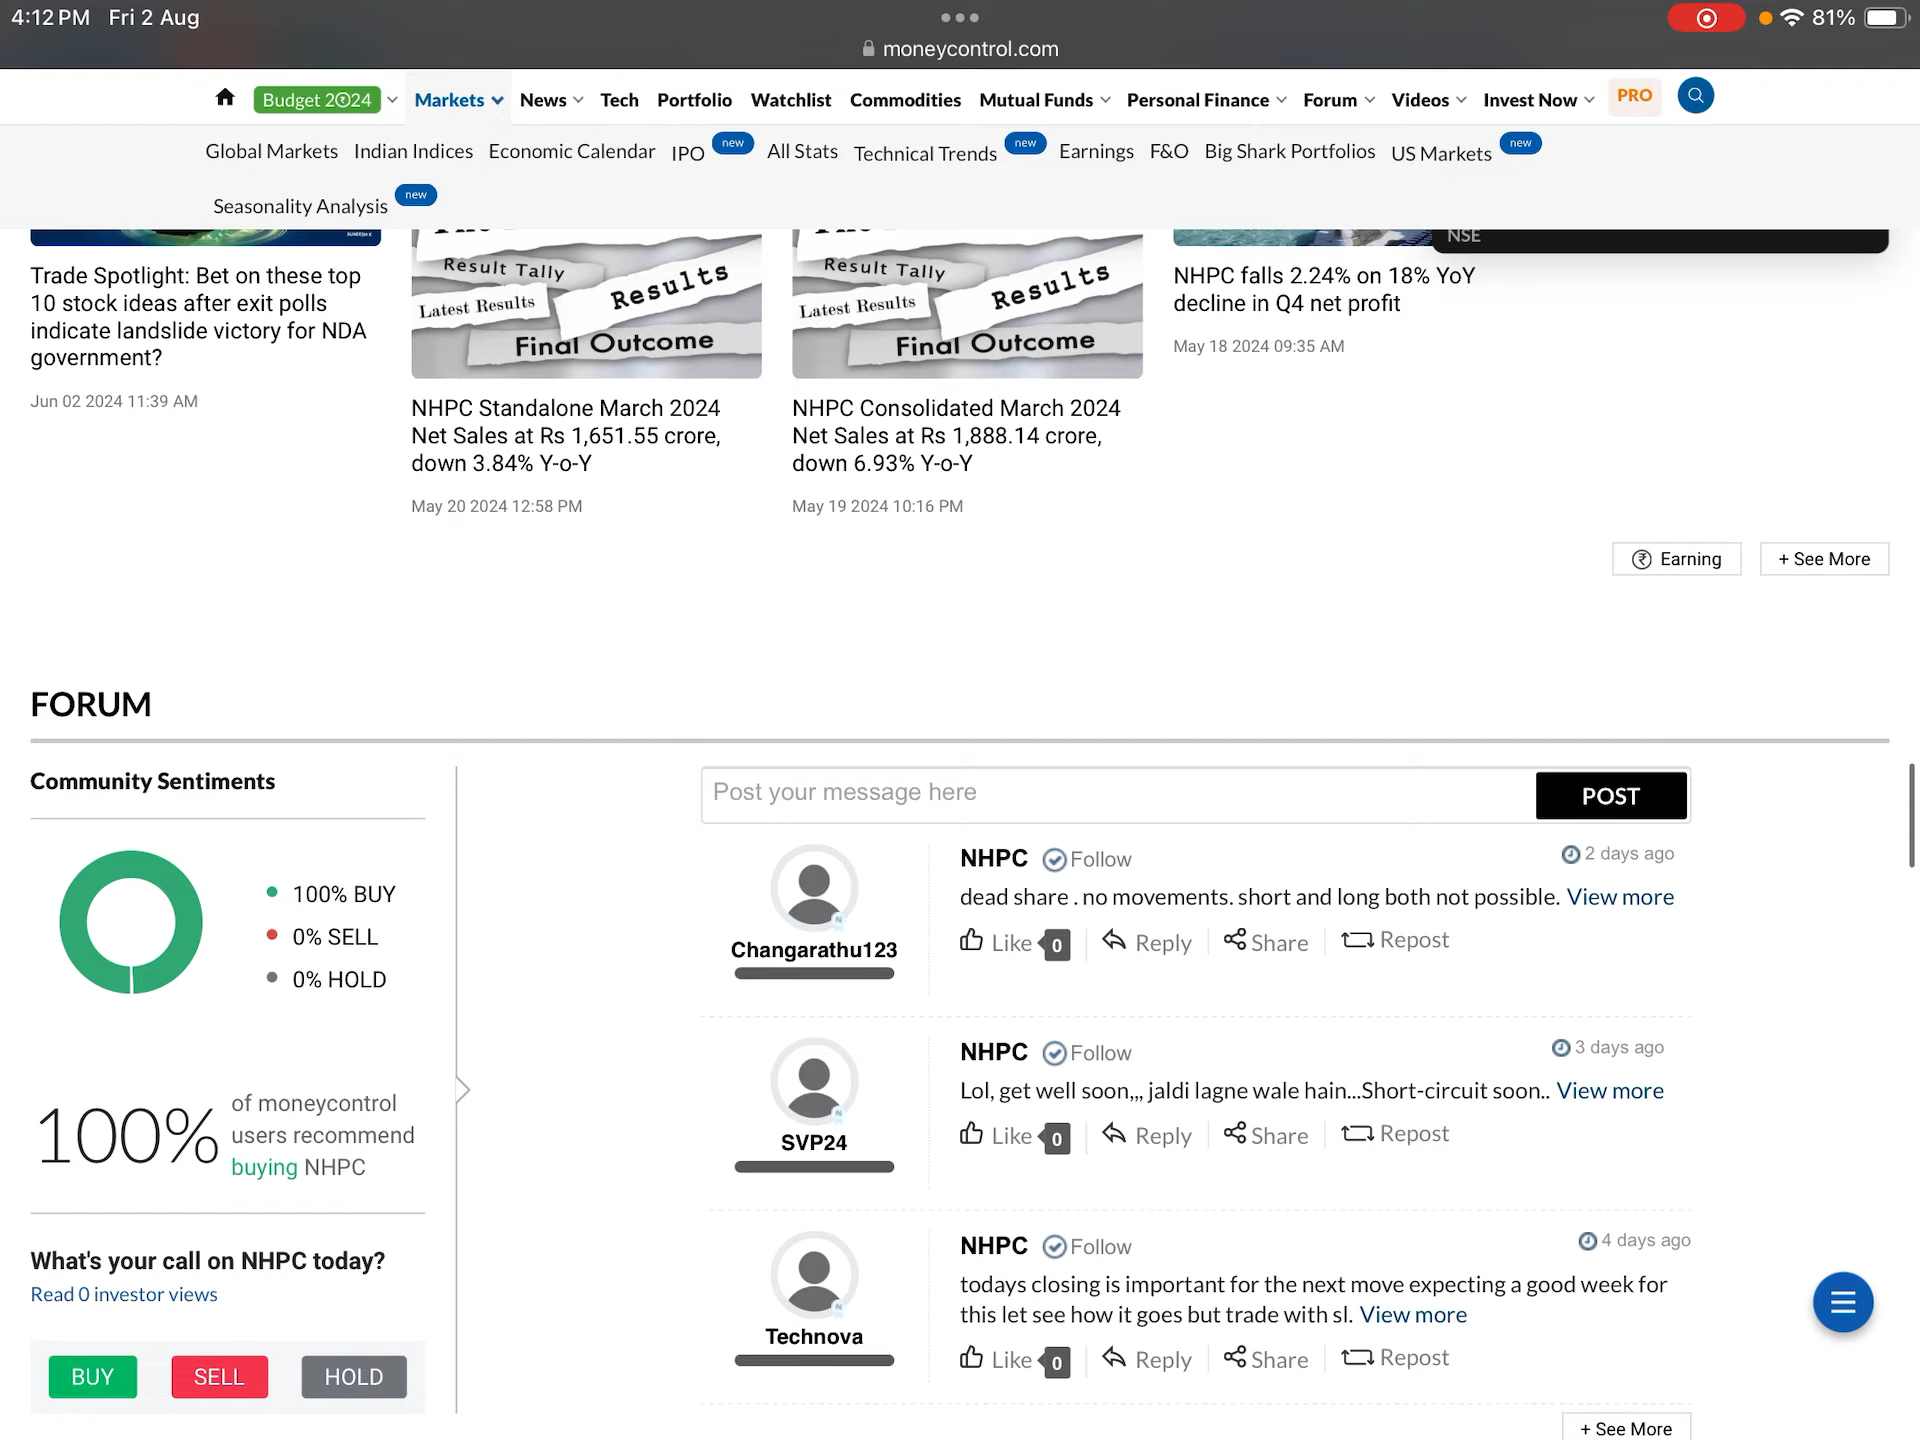 4:12 PM Fri 2 Aug
81%
moneycontrol.com
Budget 2024 Markets News Tech Portfolio Watchlist Commodities Mutual Funds Personal Finance Forum Videos Invest Now PRO
Global Markets Indian Indices Economic Calendar IPO new All Stats Technical Trends new Earnings F&O Big Shark Portfolios US Markets new
Seasonality Analysis new
NSE
Trade Spotlight: Bet on these top
10 stock ideas after exit polls
indicate landslide victory for NDA
government?
Jun 02 2024 11:39 AM
Result Tally
Latest Results
Results
Final Outcome
NHPC Standalone March 2024
Net Sales at Rs 1,651.55 crore,
down 3.84% Y-o-Y
May 20 2024 12:58 PM
Result Tally
Latest Results
Results
Final Outcome
NHPC Consolidated March 2024
Net Sales at Rs 1,888.14 crore,
down 6.93% Y-o-Y
May 19 2024 10:16 PM
NHPC falls 2.24% on 18% YoY
decline in Q4 net profit
May 18 2024 09:35 AM
₹ Earning + See More
FORUM
Community Sentiments
100% BUY
0% SELL
0% HOLD
100%
of moneycontrol
users recommend
buying NHPC
What's your call on NHPC today?
Read 0 investor views
BUY SELL HOLD
Post your message here POST
Changarathu123
NHPC Follow 2 days ago
dead share . no movements. short and long both not possible. View more
Like 0 Reply Share Repost
SVP24
NHPC Follow 3 days ago
Lol, get well soon,,, jaldi lagne wale hain...Short-circuit soon.. View more
Like 0 Reply Share Repost
Technova
NHPC Follow 4 days ago
todays closing is important for the next move expecting a good week for
this let see how it goes but trade with sl. View more
Like 0 Reply Share Repost
+ See More